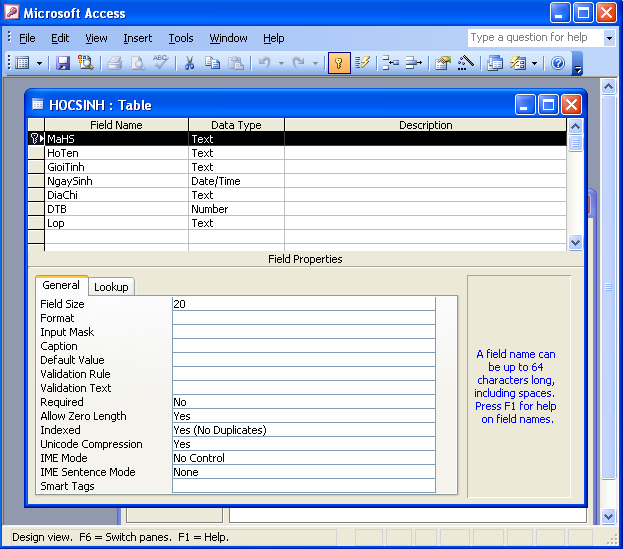 Microsoft Access
File Edit View Insert Tools Window Help Type a question for help
ABC
HOCSINH : Table
Field Name Data Type Description
MaHS Text
HoTen Text
GioiTinh Text
NgaySinh Date/Time
DiaChi Text
DTB Number
Lop Text
Field Properties
General Lookup
Field Size 20
Format
Input Mask
Caption
Default Value
Validation Rule
Validation Text
Required No
Allow Zero Length Yes
Indexed Yes (No Duplicates)
Unicode Compression Yes
IME Mode No Control
IME Sentence Mode None
Smart Tags
A field name can
be up to 64
characters long,
including spaces.
Press F1 for help
on field names.
Design view. F6 = Switch panes. F1 = Help.